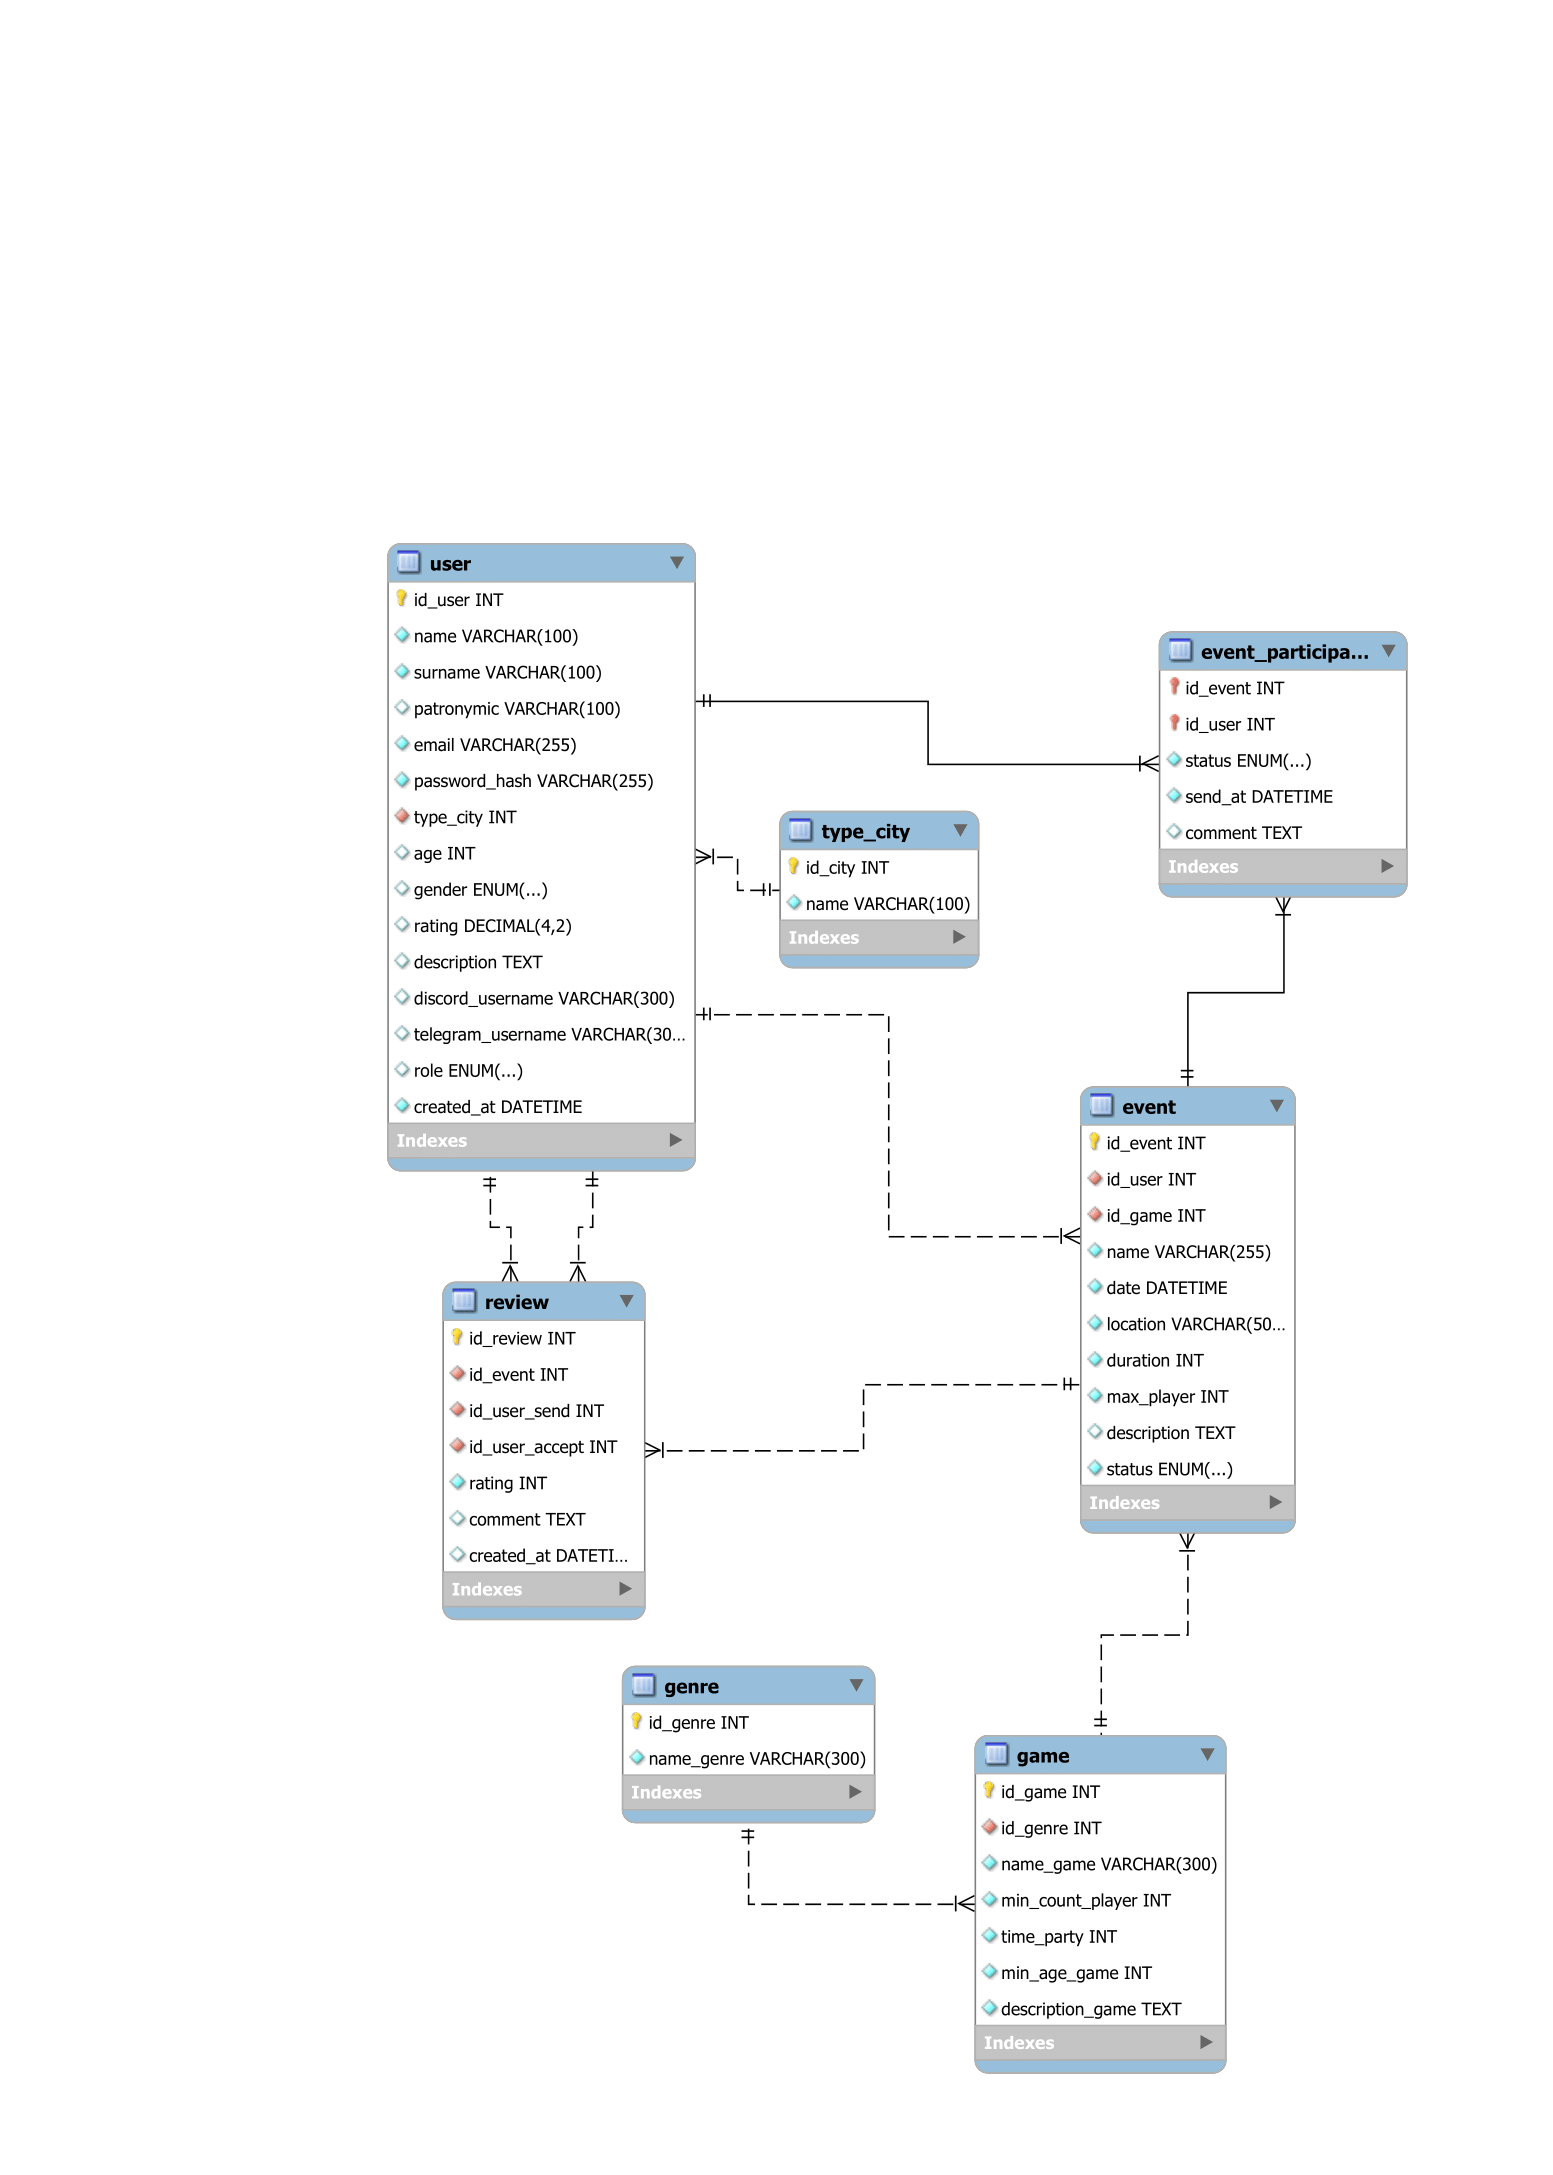 user
id_user INT
name VARCHAR(100)
surname VARCHAR(100)
patronymic VARCHAR(100)
email VARCHAR(255)
password_hash VARCHAR(255)
type_city INT
age INT
gender ENUM(...)
rating DECIMAL(4,2)
description TEXT
discord_username VARCHAR(300)
telegram_username VARCHAR(30...
role ENUM(...)
created_at DATETIME
Indexes
event_participa...
id_event INT
id_user INT
status ENUM(...)
send_at DATETIME
comment TEXT
Indexes
type_city
id_city INT
name VARCHAR(100)
Indexes
event
id_event INT
id_user INT
id_game INT
name VARCHAR(255)
date DATETIME
location VARCHAR(50...
duration INT
max_player INT
description TEXT
status ENUM(...)
Indexes
review
id_review INT
id_event INT
id_user_send INT
id_user_accept INT
rating INT
comment TEXT
created_at DATETI...
Indexes
genre
id_genre INT
name_genre VARCHAR(300)
Indexes
game
id_game INT
id_genre INT
name_game VARCHAR(300)
min_count_player INT
time_party INT
min_age_game INT
description_game TEXT
Indexes